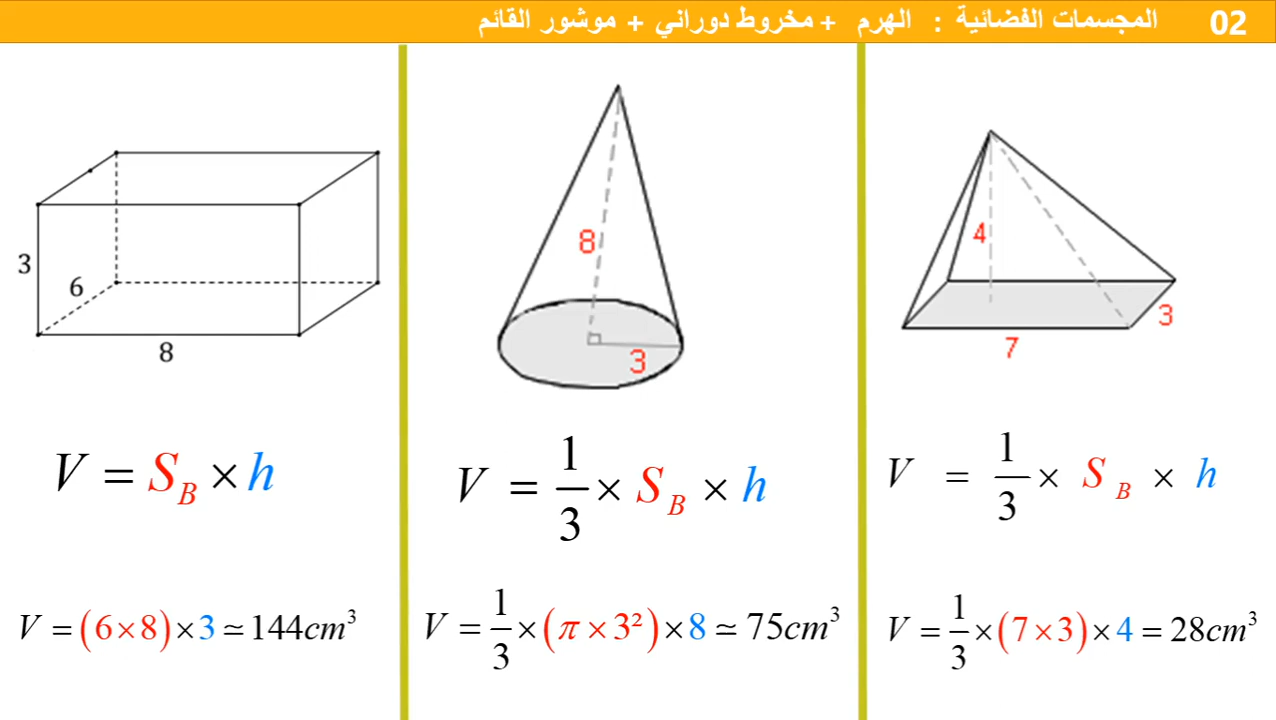 02 المجسمات الفضائية : الهرم + مخروط دوراني + موشور القائم
3
6
8
V = S_B × h
V = (6 × 8) × 3 ≃ 144cm³
8
3
V = 1/3 × S_B × h
V = 1/3 × (π × 3²) × 8 ≃ 75cm³
4
3
7
V = 1/3 × S_B × h
V = 1/3 × (7 × 3) × 4 = 28cm³